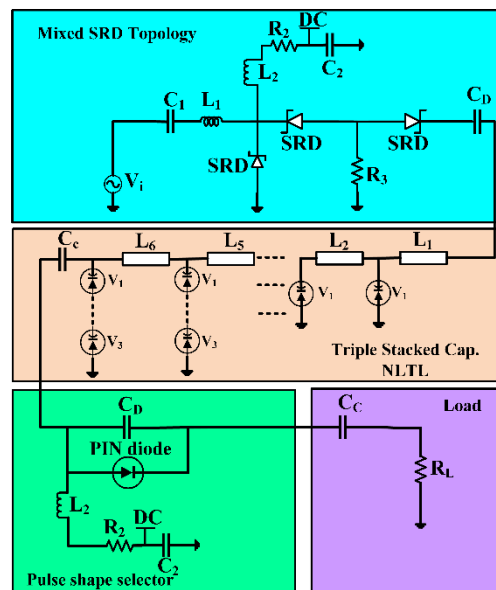 Mixed SRD Topology
DC
R2
C2
L2
C1
L1
CD
SRD
SRD
SRD
R3
Vi
Cc
L6
L5
L2
L1
V1
V1
V1
V1
V3
V3
Triple Stacked Cap.
NLTL
CD
PIN diode
L2
DC
R2
C2
Pulse shape selector
CC
Load
RL